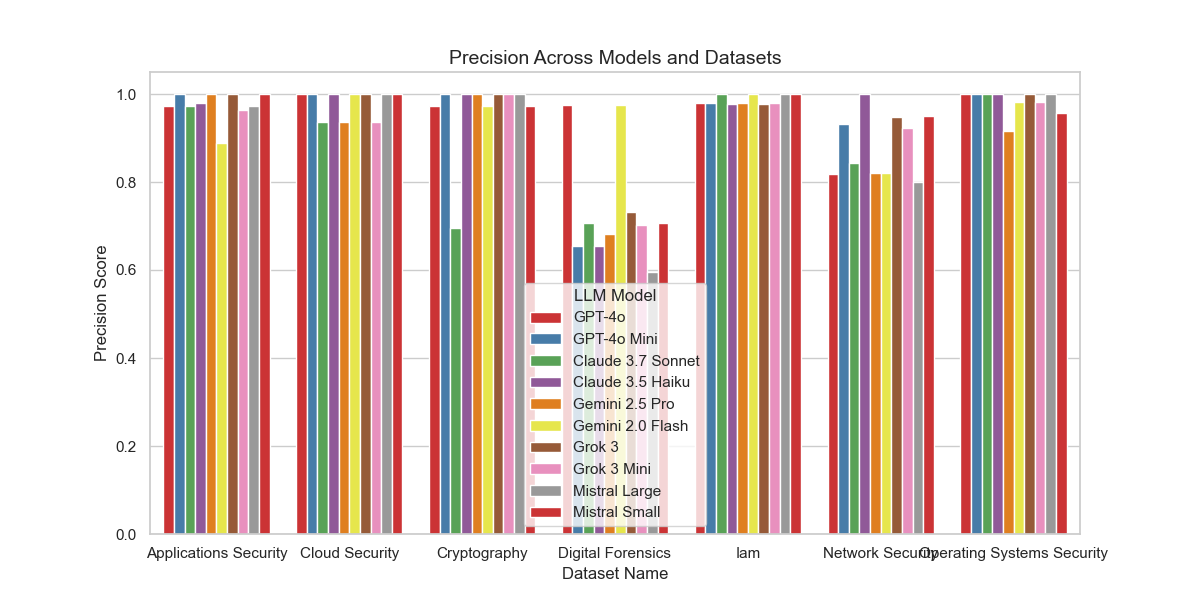 Precision Across Models and Datasets
Precision Score
1.0
0.8
0.6
0.4
0.2
0.0
LLM Model
GPT-4o
GPT-4o Mini
Claude 3.7 Sonnet
Claude 3.5 Haiku
Gemini 2.5 Pro
Gemini 2.0 Flash
Grok 3
Grok 3 Mini
Mistral Large
Mistral Small
Applications Security
Cloud Security
Cryptography
Digital Forensics
Iam
Network Security
Operating Systems Security
Dataset Name